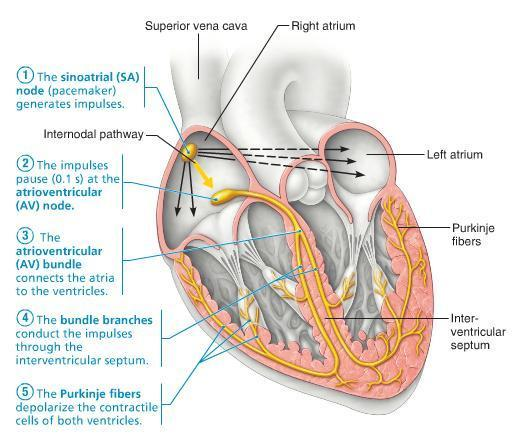 Superior vena cava
Right atrium
① The sinoatrial (SA)
node (pacemaker)
generates impulses.
Internodal pathway
② The impulses
pause (0.1 s) at the
atrioventricular
(AV) node.
Left atrium
③ The
atrioventricular
(AV) bundle
connects the atria
to the ventricles.
Purkinje
fibers
④ The bundle branches
conduct the impulses
through the
interventricular septum.
Inter-
ventricular
septum
⑤ The Purkinje fibers
depolarize the contractile
cells of both ventricles.